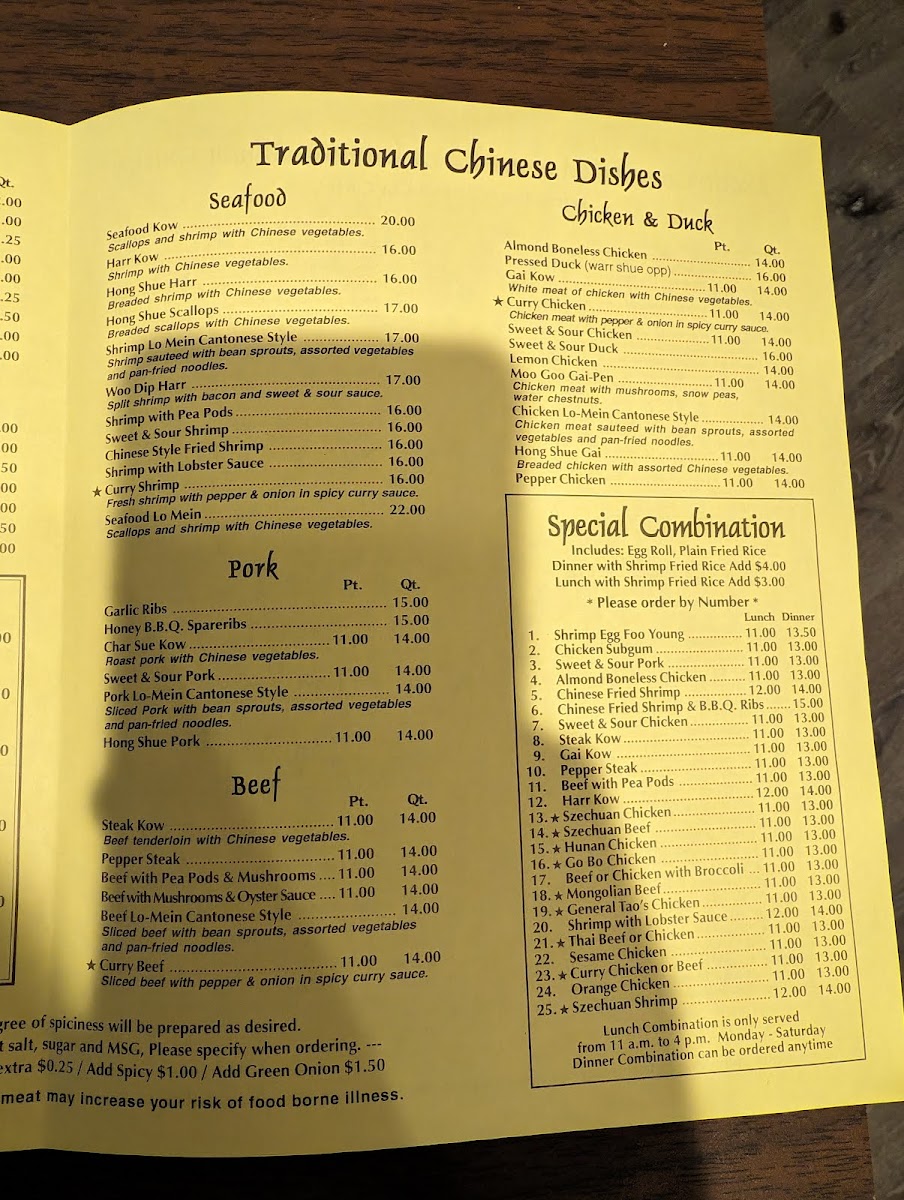 Qt.
.00
.00
.25
.00
.00
.25
.50
.00
.00
.00
.00
.50
.00
.00
.50
.00
Traditional Chinese Dishes
Seafood
Seafood Kow 20.00
Scallops and shrimp with Chinese vegetables.
Harr Kow 16.00
Shrimp with Chinese vegetables.
Hong Shue Harr 16.00
Breaded shrimp with Chinese vegetables.
Hong Shue Scallops 17.00
Breaded scallops with Chinese vegetables.
Shrimp Lo Mein Cantonese Style 17.00
Shrimp sauteed with bean sprouts, assorted vegetables
and pan-fried noodles.
Woo Dip Harr 17.00
Split shrimp with bacon and sweet & sour sauce.
Shrimp with Pea Pods 16.00
Sweet & Sour Shrimp 16.00
Chinese Style Fried Shrimp 16.00
Shrimp with Lobster Sauce 16.00
★ Curry Shrimp 16.00
Fresh shrimp with pepper & onion in spicy curry sauce.
Seafood Lo Mein 22.00
Scallops and shrimp with Chinese vegetables.
Pork
Pt. Qt.
Garlic Ribs 15.00
Honey B.B.Q. Spareribs 15.00
Char Sue Kow 11.00 14.00
Roast pork with Chinese vegetables.
Sweet & Sour Pork 11.00 14.00
Pork Lo-Mein Cantonese Style 14.00
Sliced Pork with bean sprouts, assorted vegetables
and pan-fried noodles.
Hong Shue Pork 11.00 14.00
Beef
Pt. Qt.
Steak Kow 11.00 14.00
Beef tenderloin with Chinese vegetables.
Pepper Steak 11.00 14.00
Beef with Pea Pods & Mushrooms 11.00 14.00
Beef with Mushrooms & Oyster Sauce 11.00 14.00
Beef Lo-Mein Cantonese Style 14.00
Sliced beef with bean sprouts, assorted vegetables
and pan-fried noodles.
★ Curry Beef 11.00 14.00
Sliced beef with pepper & onion in spicy curry sauce.
Chicken & Duck
Pt. Qt.
Almond Boneless Chicken 14.00
Pressed Duck (warr shue opp) 16.00
Gai Kow 11.00 14.00
White meat of chicken with Chinese vegetables.
★ Curry Chicken 11.00 14.00
Chicken meat with pepper & onion in spicy curry sauce.
Sweet & Sour Chicken 11.00 14.00
Sweet & Sour Duck 16.00
Lemon Chicken 14.00
Moo Goo Gai-Pen 11.00 14.00
Chicken meat with mushrooms, snow peas,
water chestnuts.
Chicken Lo-Mein Cantonese Style 14.00
Chicken meat sauteed with bean sprouts, assorted
vegetables and pan-fried noodles.
Hong Shue Gai 11.00 14.00
Breaded chicken with assorted Chinese vegetables.
Pepper Chicken 11.00 14.00
Special Combination
Includes: Egg Roll, Plain Fried Rice
Dinner with Shrimp Fried Rice Add $4.00
Lunch with Shrimp Fried Rice Add $3.00
* Please order by Number *
Lunch Dinner
1. Shrimp Egg Foo Young 11.00 13.50
2. Chicken Subgum 11.00 13.00
3. Sweet & Sour Pork 11.00 13.00
4. Almond Boneless Chicken 11.00 13.00
5. Chinese Fried Shrimp 12.00 14.00
6. Chinese Fried Shrimp & B.B.Q. Ribs 15.00
7. Sweet & Sour Chicken 11.00 13.00
8. Steak Kow 11.00 13.00
9. Gai Kow 11.00 13.00
10. Pepper Steak 11.00 13.00
11. Beef with Pea Pods 11.00 13.00
12. Harr Kow 12.00 14.00
13. ★ Szechuan Chicken 11.00 13.00
14. ★ Szechuan Beef 11.00 13.00
15. ★ Hunan Chicken 11.00 13.00
16. ★ Go Bo Chicken 11.00 13.00
17. Beef or Chicken with Broccoli 11.00 13.00
18. ★ Mongolian Beef 11.00 13.00
19. ★ General Tao's Chicken 11.00 13.00
20. Shrimp with Lobster Sauce 12.00 14.00
21. ★ Thai Beef or Chicken 11.00 13.00
22. Sesame Chicken 11.00 13.00
23. ★ Curry Chicken or Beef 11.00 13.00
24. Orange Chicken 11.00 13.00
25. ★ Szechuan Shrimp 12.00 14.00
Lunch Combination is only served
from 11 a.m. to 4 p.m. Monday - Saturday
Dinner Combination can be ordered anytime
gree of spiciness will be prepared as desired.
t salt, sugar and MSG, Please specify when ordering. ---
extra $0.25 / Add Spicy $1.00 / Add Green Onion $1.50
meat may increase your risk of food borne illness.